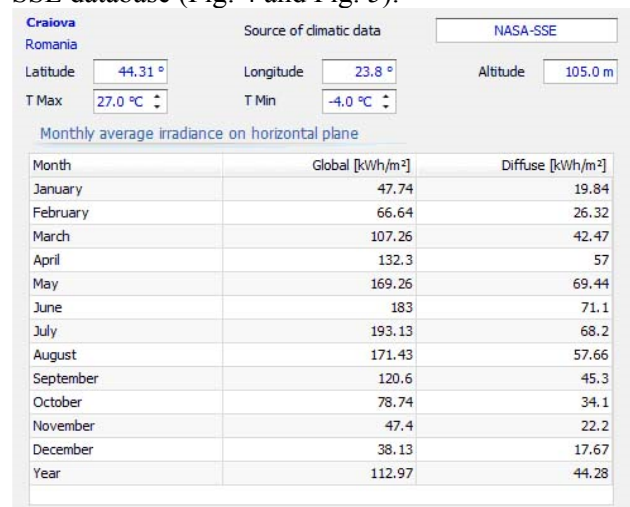 SSE database (Fig. 4 and Fig. 5).
Craiova Source of climatic data NASA-SSE
Romania
Latitude 44.31 º Longitude 23.8 º Altitude 105.0 m
T Max 27.0 ºC T Min -4.0 ºC
Monthly average irradiance on horizontal plane
Month Global [kWh/m²] Diffuse [kWh/m²]
January 47.74 19.84
February 66.64 26.32
March 107.26 42.47
April 132.3 57
May 169.26 69.44
June 183 71.1
July 193.13 68.2
August 171.43 57.66
September 120.6 45.3
October 78.74 34.1
November 47.4 22.2
December 38.13 17.67
Year 112.97 44.28